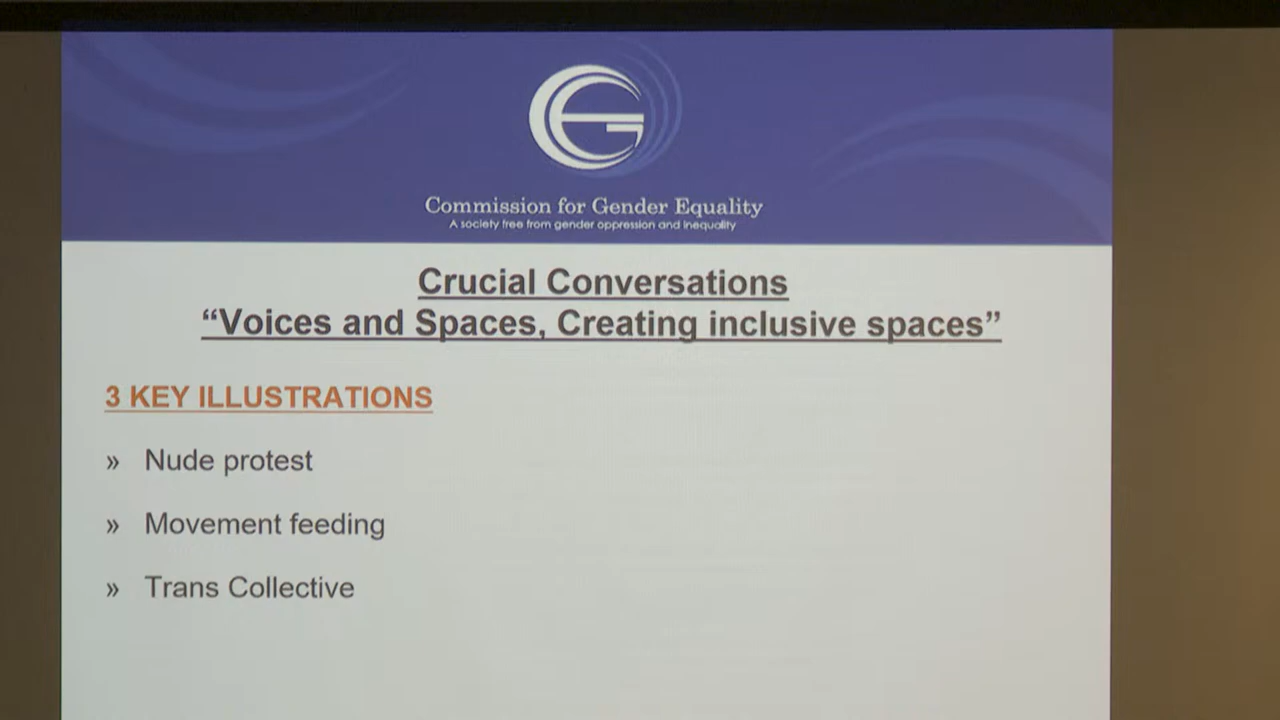 Commission for Gender Equality
A society free from gender oppression and inequality
Crucial Conversations
“Voices and Spaces, Creating inclusive spaces”
3 KEY ILLUSTRATIONS
» Nude protest
» Movement feeding
» Trans Collective